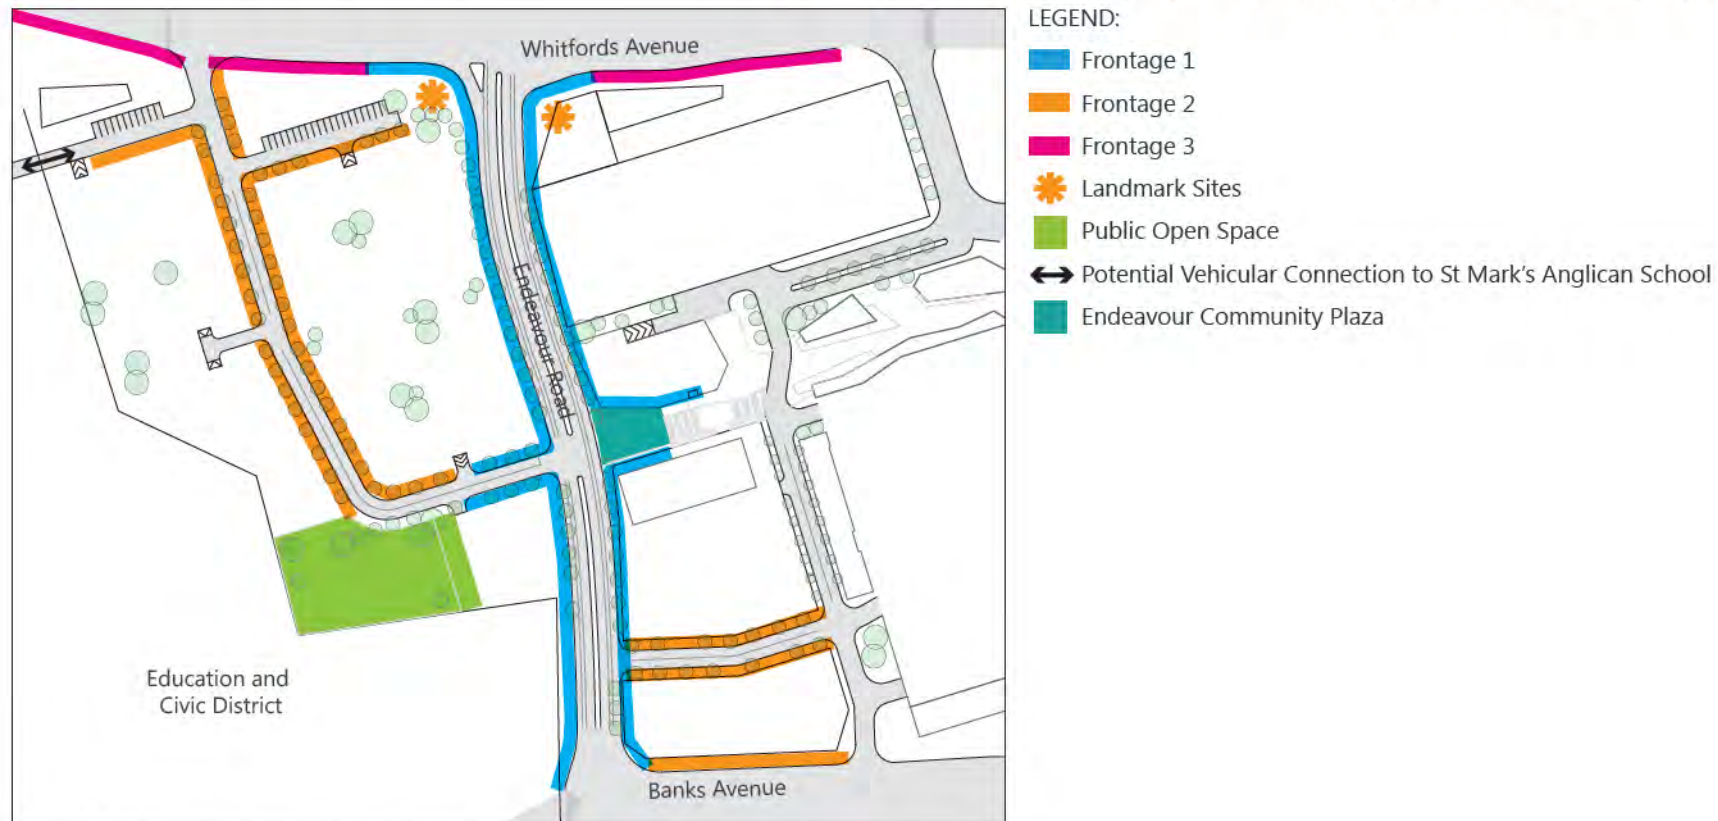 Whitfords Avenue
Endeavour Road
Education and
Civic District
Banks Avenue
LEGEND:
Frontage 1
Frontage 2
Frontage 3
Landmark Sites
Public Open Space
Potential Vehicular Connection to St Mark's Anglican School
Endeavour Community Plaza